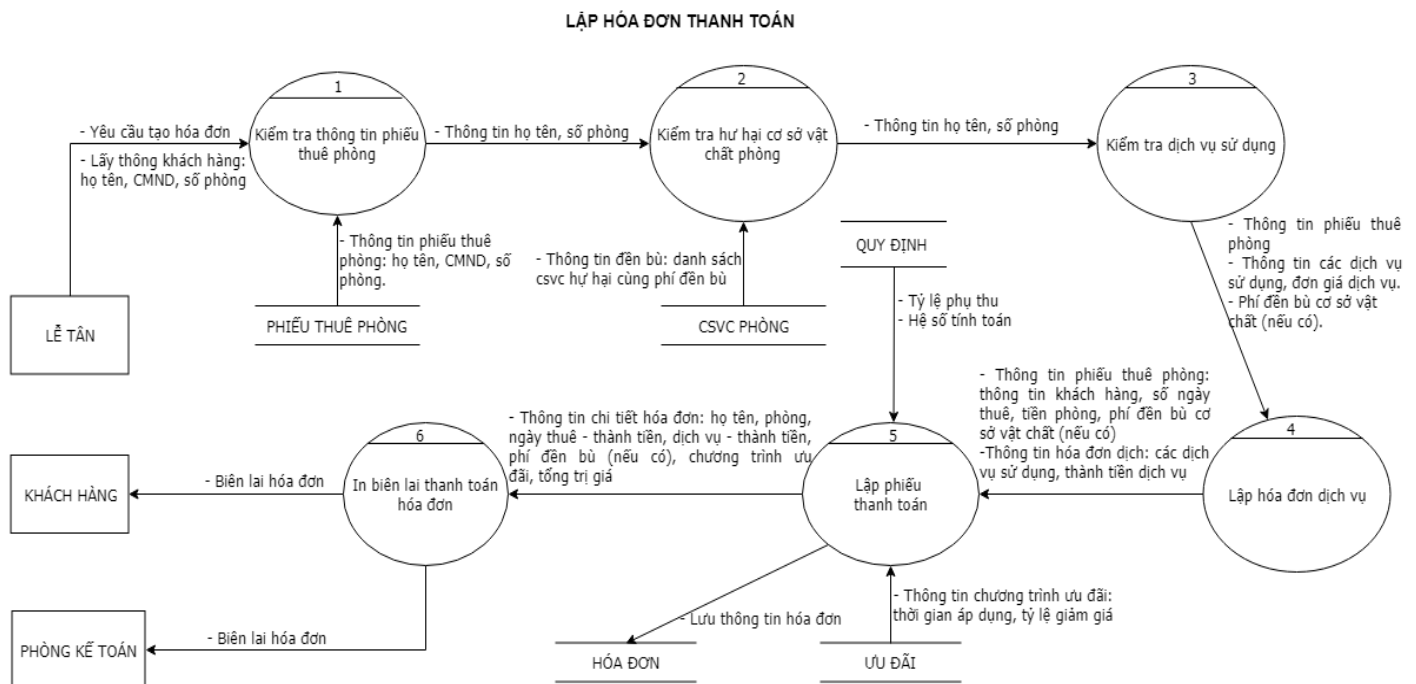 LẬP HÓA ĐƠN THANH TOÁN
1
Kiểm tra thông tin phiếu
thuê phòng
2
Kiểm tra hư hại cơ sở vật
chất phòng
3
Kiểm tra dịch vụ sử dụng
- Yêu cầu tạo hóa đơn
- Lấy thông khách hàng:
họ tên, CMND, số phòng
- Thông tin họ tên, số phòng
- Thông tin họ tên, số phòng
- Thông tin phiếu thuê
phòng: họ tên, CMND, số
phòng.
- Thông tin đền bù: danh sách
csvc hự hại cùng phí đền bù
QUY ĐỊNH
- Thông tin phiếu thuê
phòng
- Thông tin các dịch vụ
sử dụng, đơn giá dịch vụ.
- Phí đền bù cơ sở vật
chất (nếu có).
LỄ TÂN
PHIẾU THUÊ PHÒNG
CSVC PHÒNG
- Tỷ lệ phụ thu
- Hệ số tính toán
- Thông tin phiếu thuê phòng:
thông tin khách hàng, số ngày
thuê, tiền phòng, phí đền bù cơ
sở vật chất (nếu có)
-Thông tin hóa đơn dịch: các dịch
vụ sử dụng, thành tiền dịch vụ
4
Lập hóa đơn dịch vụ
5
Lập phiếu
thanh toán
- Thông tin chi tiết hóa đơn: họ tên, phòng,
ngày thuê - thành tiền, dịch vụ - thành tiền,
phí đền bù (nếu có), chương trình ưu
đãi, tổng trị giá
6
In biên lai thanh toán
hóa đơn
- Biên lai hóa đơn
KHÁCH HÀNG
- Thông tin chương trình ưu đãi:
thời gian áp dụng, tỷ lệ giảm giá
- Lưu thông tin hóa đơn
- Biên lai hóa đơn
PHÒNG KẾ TOÁN
HÓA ĐƠN
ƯU ĐÃI